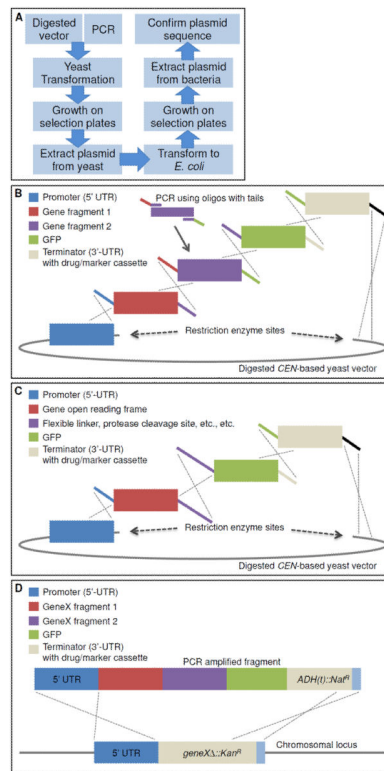 A
Digested
vector
PCR
Yeast
Transformation
Growth on
selection plates
Extract plasmid
from yeast
Transform to
E. coli
Growth on
selection plates
Extract plasmid
from bacteria
Confirm plasmid
sequence
B
Promoter (5' UTR)
Gene fragment 1
Gene fragment 2
GFP
Terminator (3'-UTR)
with drug/marker cassette
PCR using oligos with tails
Restriction enzyme sites
Digested CEN-based yeast vector
C
Promoter (5'-UTR)
Gene open reading frame
Flexible linker, protease cleavage site, etc., etc.
GFP
Terminator (3'-UTR)
with drug/marker cassette
Restriction enzyme sites
Digested CEN-based yeast vector
D
Promoter (5'-UTR)
GeneX fragment 1
GeneX fragment 2
GFP
Terminator (3'-UTR)
with drug/marker cassette
PCR amplified fragment
5' UTR
ADH(t)::NatR
Chromosomal locus
5' UTR
geneXΔ::KanR